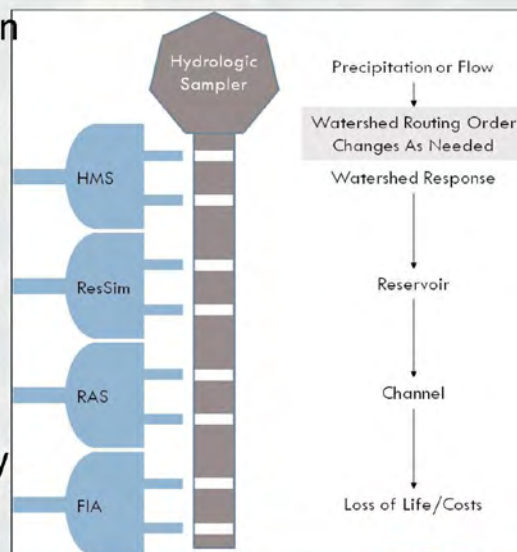 n
Hydrologic
Sampler
HMS
ResSim
RAS
FIA
y
Precipitation or Flow
Watershed Routing Order
Changes As Needed
Watershed Response
Reservoir
Channel
Loss of Life/Costs